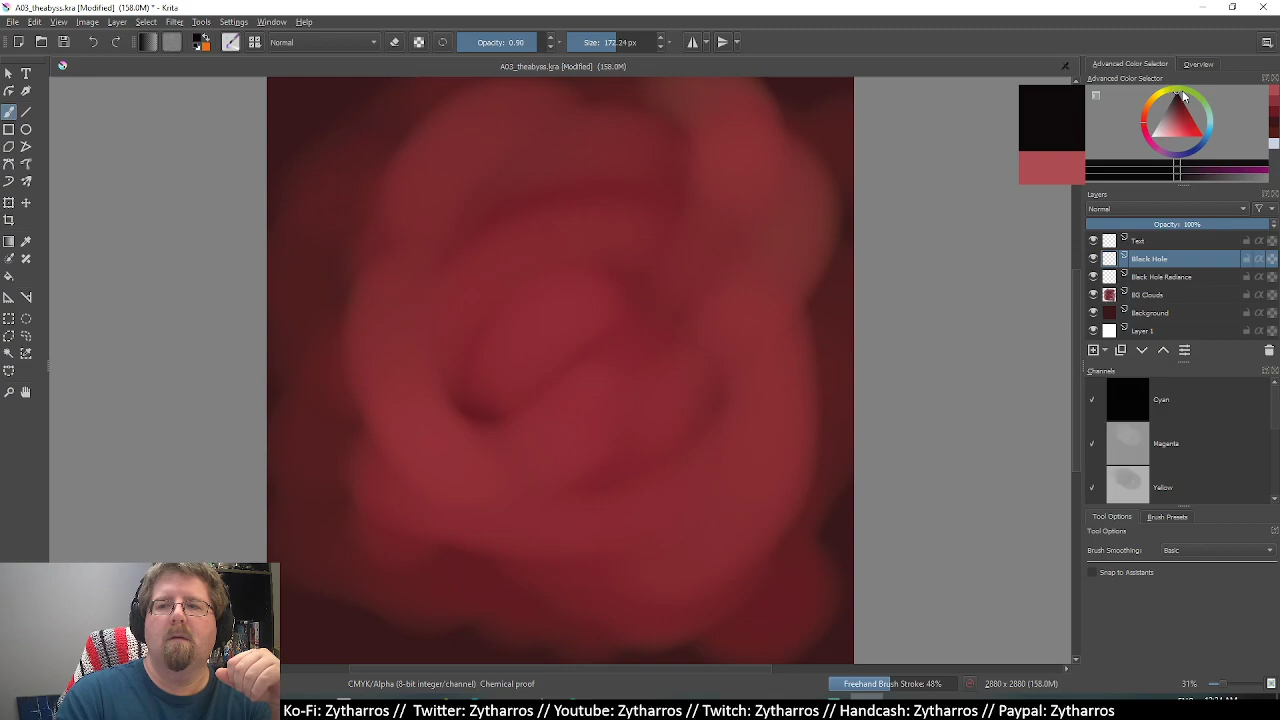 A03_theabyss.kra [Modified] (158.0M) * - Krita
File Edit View Image Layer Select Filter Tools Settings Window Help
Normal
Opacity: 0.90
Size: 172.24 px
A03_theabyss.kra [Modified] (158.0M)
Advanced Color Selector
Overview
Advanced Color Selector
Layers
Normal
Opacity: 100%
Text
Black Hole
Black Hole Radiance
BG Clouds
Background
Layer 1
Channels
Cyan
Magenta
Yellow
Tool Options
Brush Presets
Tool Options
Brush Smoothing: Basic
Snap to Assistants
CMYK/Alpha (8-bit integer/channel) Chemical proof
Freehand Brush Stroke: 48%
2880 x 2880 (158.0M)
31%
Ko-Fi: Zytharros // Twitter: Zytharros // Youtube: Zytharros // Twitch: Zytharros // Handcash: Zytharros // Paypal: Zytharros